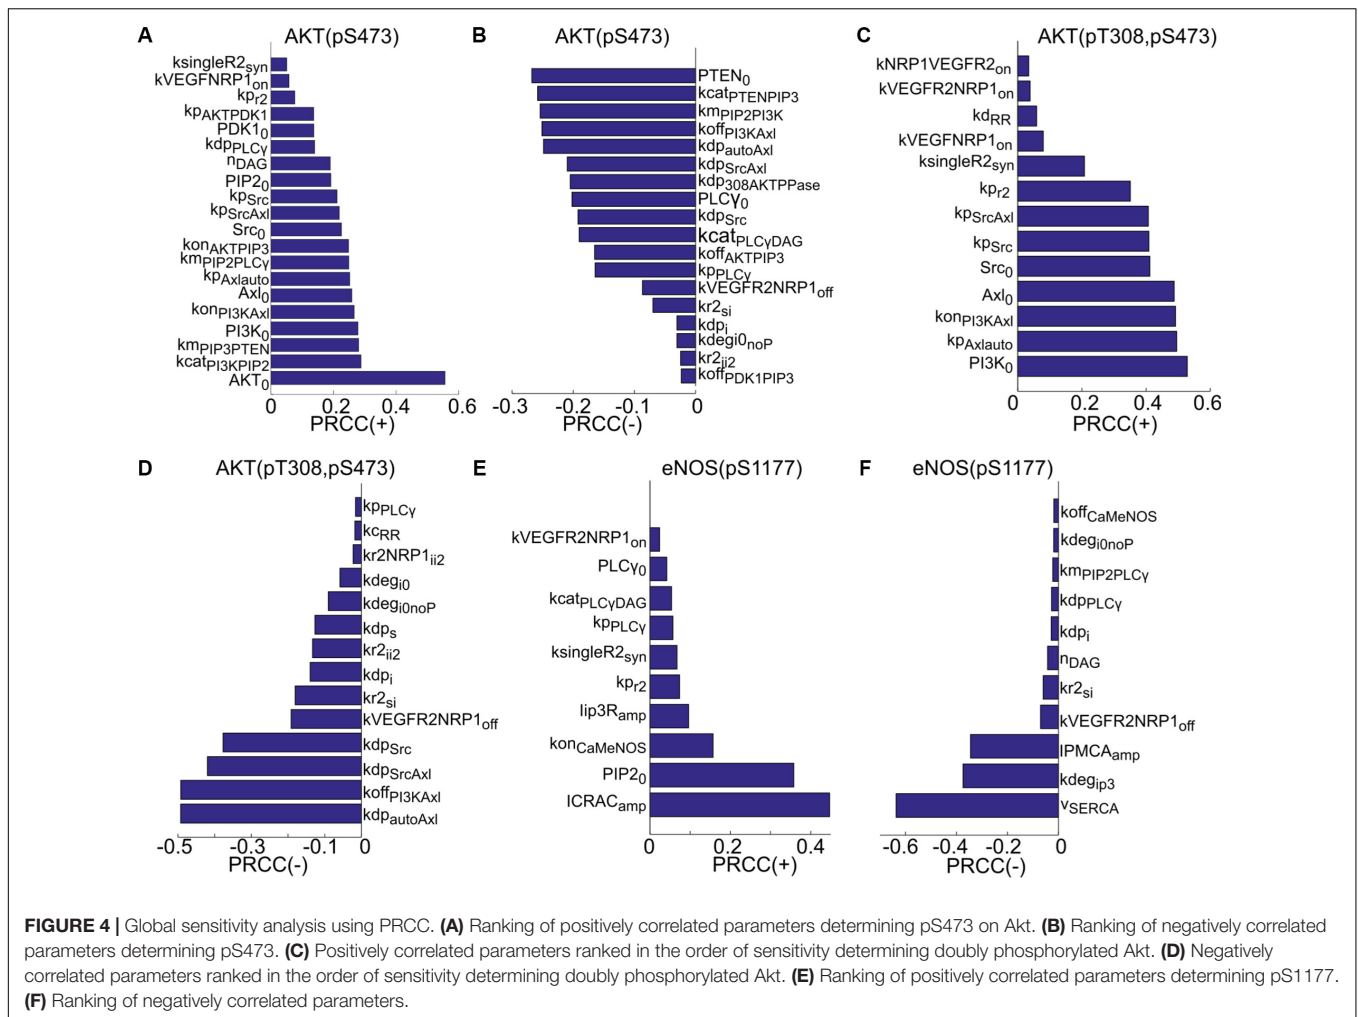 A
AKT(pS473)
ksingleR2syn
kVEGFNRP1on
kpr2
kpAKTPDK1
PDK10
kdpPLCγ
nDAG
PIP20
kpSrc
kpSrcAxl
Src0
konAKTPIP3
kmPIP2PLCγ
kpAxlauto
Axl0
konPI3KAxl
PI3K0
kmPIP3PTEN
kcatPI3KPIP2
AKT0
0 0.2 0.4 0.6
PRCC(+)
B
AKT(pS473)
PTEN0
kcatPTENPIP3
kmPIP2PI3K
koffPI3KAxl
kdpautoAxl
kdpSrcAxl
kdp308AKTPPase
PLCγ0
kdpSrc
kcatPLCγDAG
koffAKTPIP3
kpPLCγ
kVEGFR2NRP1off
kr2si
kdpi
kdegi0noP
kr2ii2
koffPDK1PIP3
-0.3 -0.2 -0.1 0
PRCC(-)
C
AKT(pT308,pS473)
kNRP1VEGFR2on
kVEGFR2NRP1on
kdRR
kVEGFNRP1on
ksingleR2syn
kpr2
kpSrcAxl
kpSrc
Src0
Axl0
konPI3KAxl
kpAxlauto
PI3K0
0 0.2 0.4 0.6
PRCC(+)
D
AKT(pT308,pS473)
kpPLCγ
kcRR
kr2NRP1ii2
kdegi0
kdegi0noP
kdps
kr2ii2
kdpi
kr2si
kVEGFR2NRP1off
kdpSrc
kdpSrcAxl
koffPI3KAxl
kdpautoAxl
-0.5 -0.3 -0.1 0
PRCC(-)
E
eNOS(pS1177)
kVEGFR2NRP1on
PLCγ0
kcatPLCγDAG
kpPLCγ
ksingleR2syn
kpr2
Iip3Ramp
konCaMeNOS
PIP20
ICRACamp
0 0.2 0.4
PRCC(+)
F
eNOS(pS1177)
koffCaMeNOS
kdegi0noP
kmPIP2PLCγ
kdpPLCγ
kdpi
nDAG
kr2si
kVEGFR2NRP1off
IPMCAamp
kdegip3
vSERCA
-0.6 -0.4 -0.2 0
PRCC(-)
FIGURE 4 | Global sensitivity analysis using PRCC. (A) Ranking of positively correlated parameters determining pS473 on Akt. (B) Ranking of negatively correlated
parameters determining pS473. (C) Positively correlated parameters ranked in the order of sensitivity determining doubly phosphorylated Akt. (D) Negatively
correlated parameters ranked in the order of sensitivity determining doubly phosphorylated Akt. (E) Ranking of positively correlated parameters determining pS1177.
(F) Ranking of negatively correlated parameters.